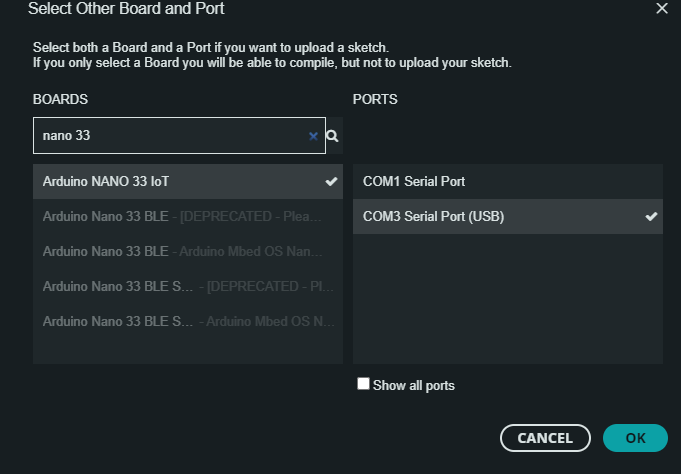 Select Other Board and Port
Select both a Board and a Port if you want to upload a sketch.
If you only select a Board you will be able to compile, but not to upload your sketch.
BOARDS
nano 33
Arduino NANO 33 IoT
Arduino Nano 33 BLE - [DEPRECATED - Plea...
Arduino Nano 33 BLE - Arduino Mbed OS Nan...
Arduino Nano 33 BLE S... - [DEPRECATED - Pl...
Arduino Nano 33 BLE S... - Arduino Mbed OS N...
PORTS
COM1 Serial Port
COM3 Serial Port (USB)
Show all ports
CANCEL
OK